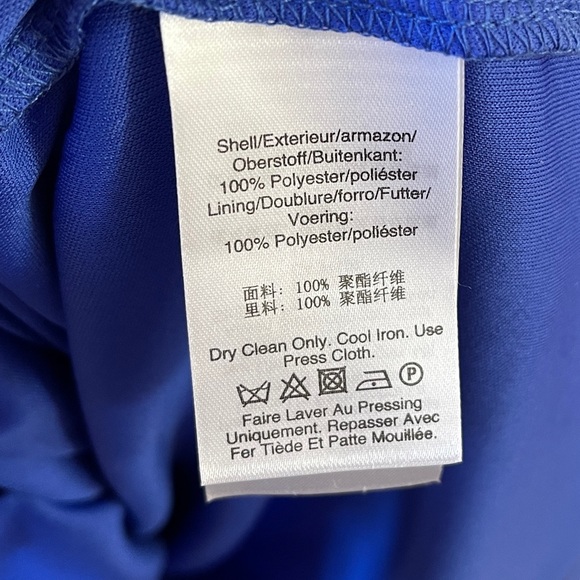 Shell/Exterieur/armazon/
Oberstoff/Buitenkant:
100% Polyester/poliéster
Lining/Doublure/forro/Futter/
Voering:
100% Polyester/poliéster
面料: 100% 聚酯纤维
里料: 100% 聚酯纤维
Dry Clean Only. Cool Iron. Use
Press Cloth.
P
Faire Laver Au Pressing
Uniquement. Repasser Avec
Fer Tiède Et Patte Mouillée.